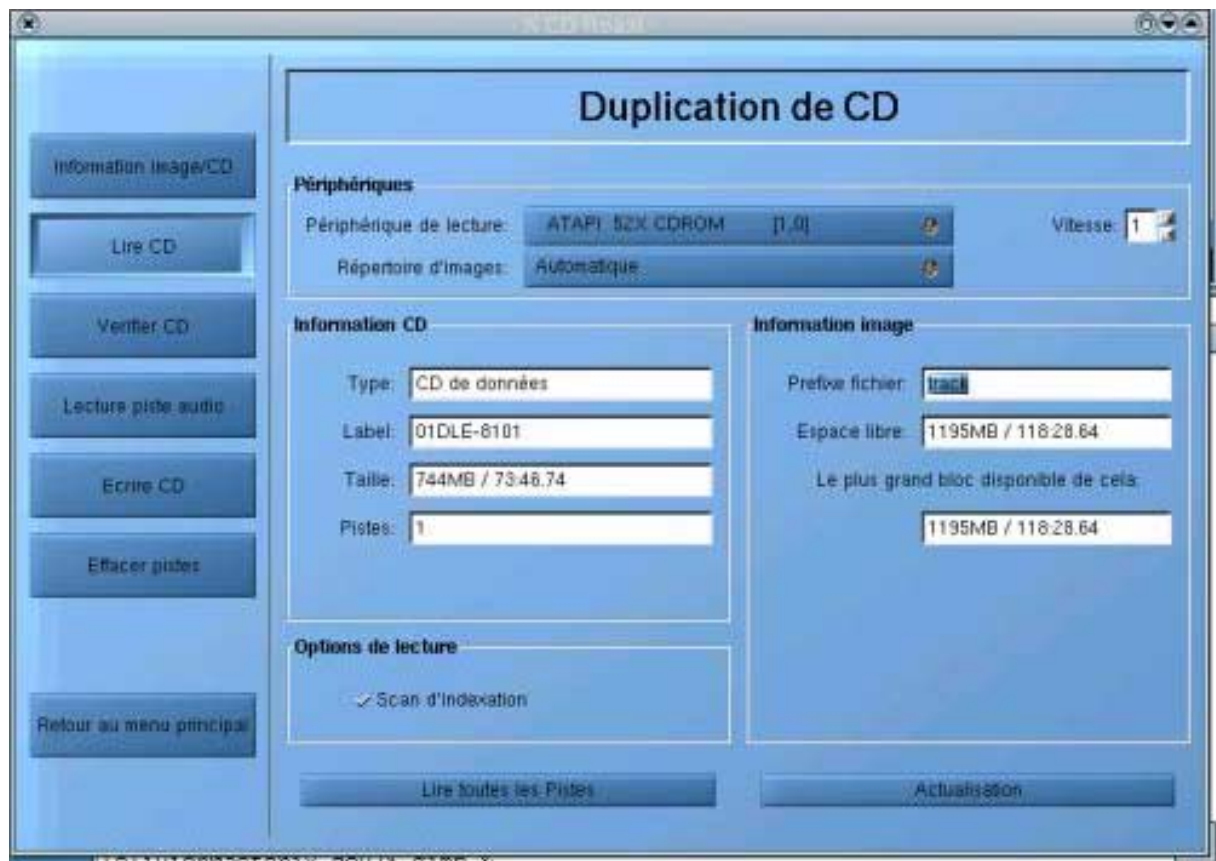 X-CD-Roast
Duplication de CD
Information Image/CD
Lire CD
Verifier CD
Lecture piste audio
Ecrire CD
Effacer pistes
Retour au menu principal
Périphériques
Périphérique de lecture: ATAPI 52X CDROM [1,0] Vitesse: 1
Répertoire d'images: Automatique
Information CD
Type: CD de données
Label: 01DLE-8101
Taille: 744MB / 73:46.74
Pistes: 1
Information image
Prefixe fichier: track
Espace libre: 1195MB / 118:28.64
Le plus grand bloc disponible de cela:
1195MB / 118:28.64
Options de lecture
Scan d'Indexation
Lire toutes les Pistes
Actualisation